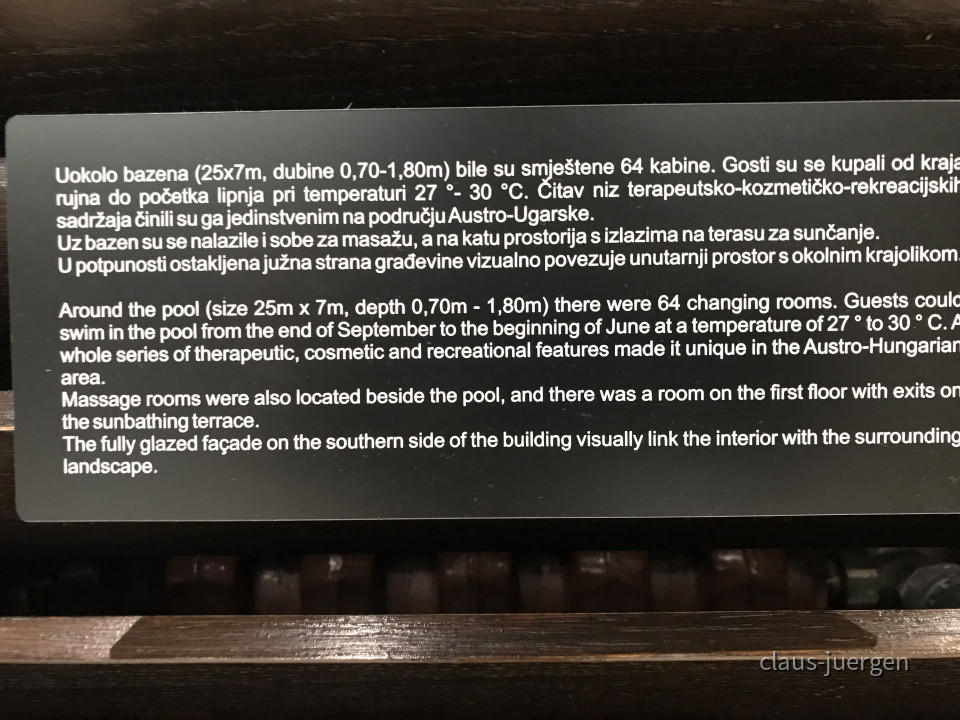 Uokolo bazena (25x7m, dubine 0,70-1,80m) bile su smještene 64 kabine. Gosti su se kupali od kraja
rujna do početka lipnja pri temperaturi 27 °- 30 °C. Čitav niz terapeutsko-kozmetičko-rekreacijskih
sadržaja činili su ga jedinstvenim na području Austro-Ugarske.
Uz bazen su se nalazile i sobe za masažu, a na katu prostorija s izlazima na terasu za sunčanje.
U potpunosti ostakljena južna strana građevine vizualno povezuje unutarnji prostor s okolnim krajolikom.
Around the pool (size 25m x 7m, depth 0,70m - 1,80m) there were 64 changing rooms. Guests could
swim in the pool from the end of September to the beginning of June at a temperature of 27 ° to 30 ° C. A
whole series of therapeutic, cosmetic and recreational features made it unique in the Austro-Hungarian
area.
Massage rooms were also located beside the pool, and there was a room on the first floor with exits on
the sunbathing terrace.
The fully glazed façade on the southern side of the building visually link the interior with the surrounding
landscape.
claus-juergen